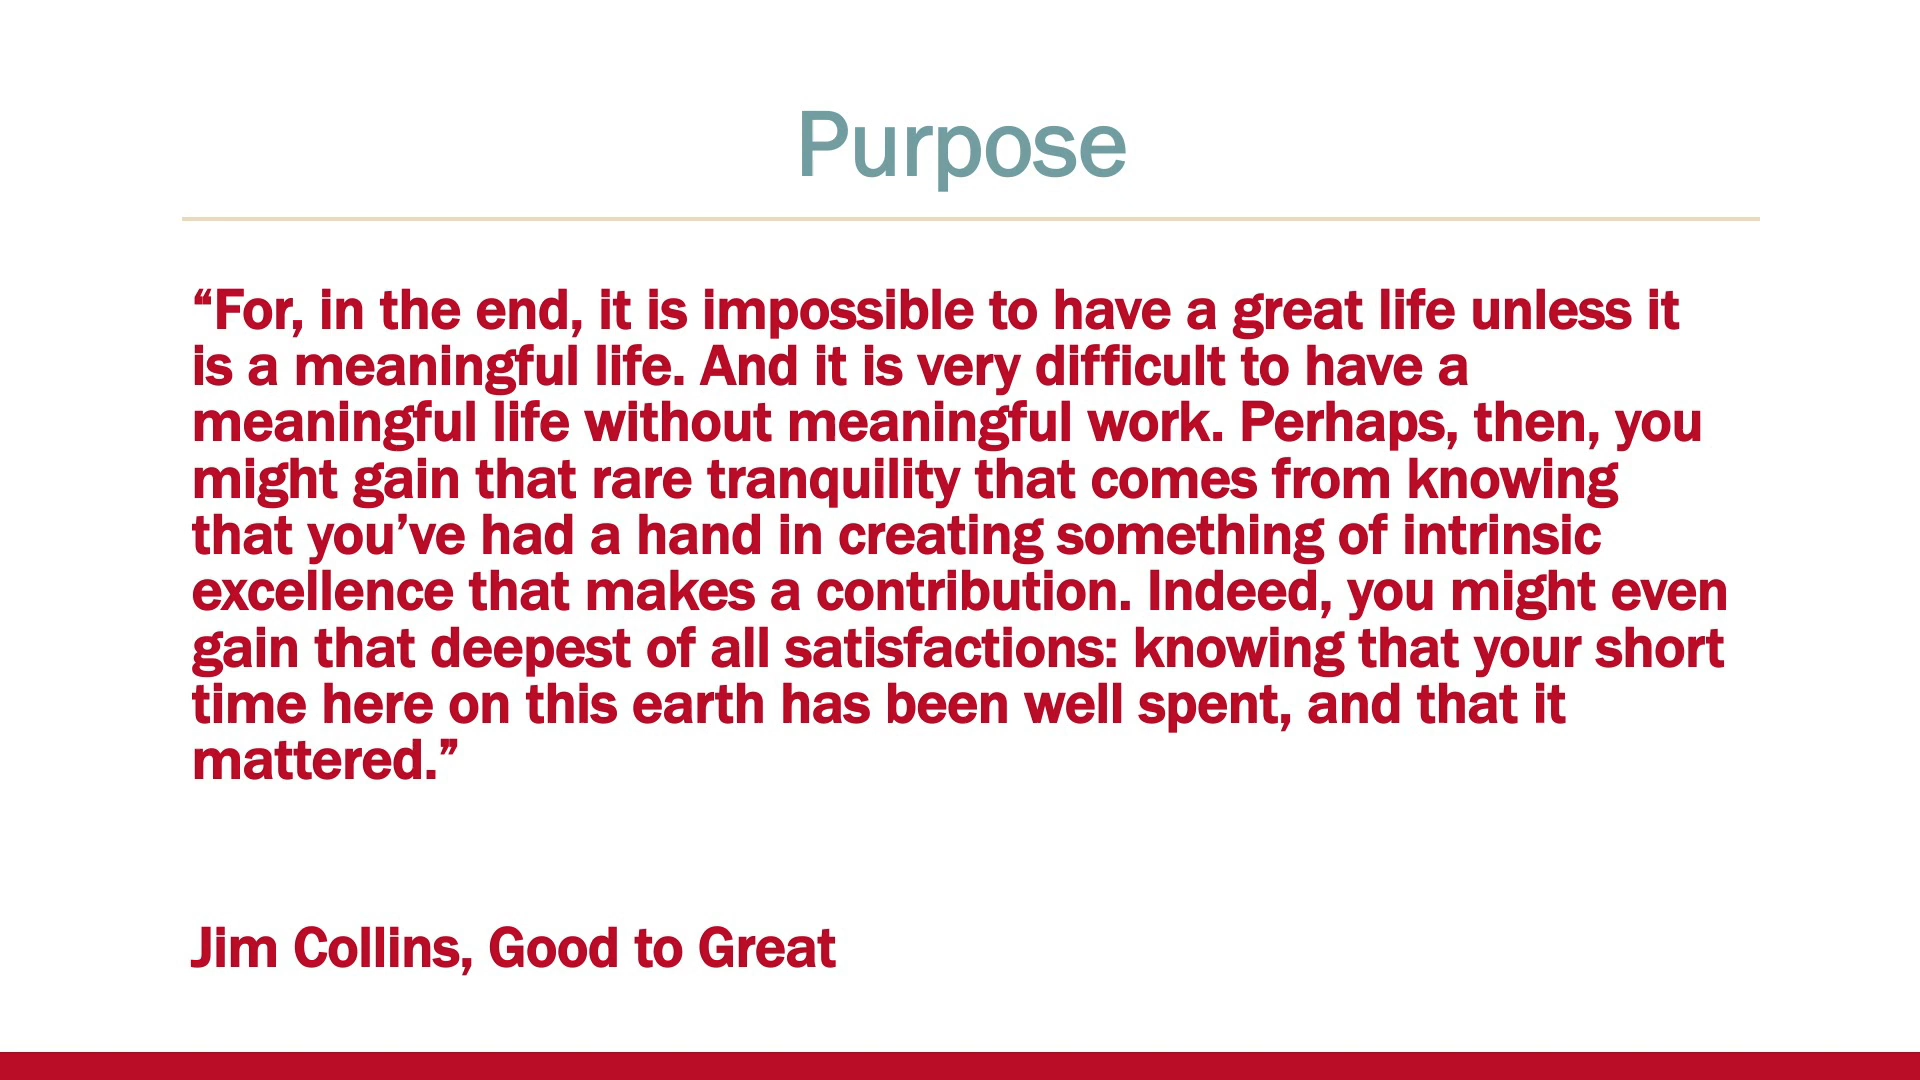 Purpose
“For, in the end, it is impossible to have a great life unless it
is a meaningful life. And it is very difficult to have a
meaningful life without meaningful work. Perhaps, then, you
might gain that rare tranquility that comes from knowing
that you’ve had a hand in creating something of intrinsic
excellence that makes a contribution. Indeed, you might even
gain that deepest of all satisfactions: knowing that your short
time here on this earth has been well spent, and that it
mattered.”
Jim Collins, Good to Great